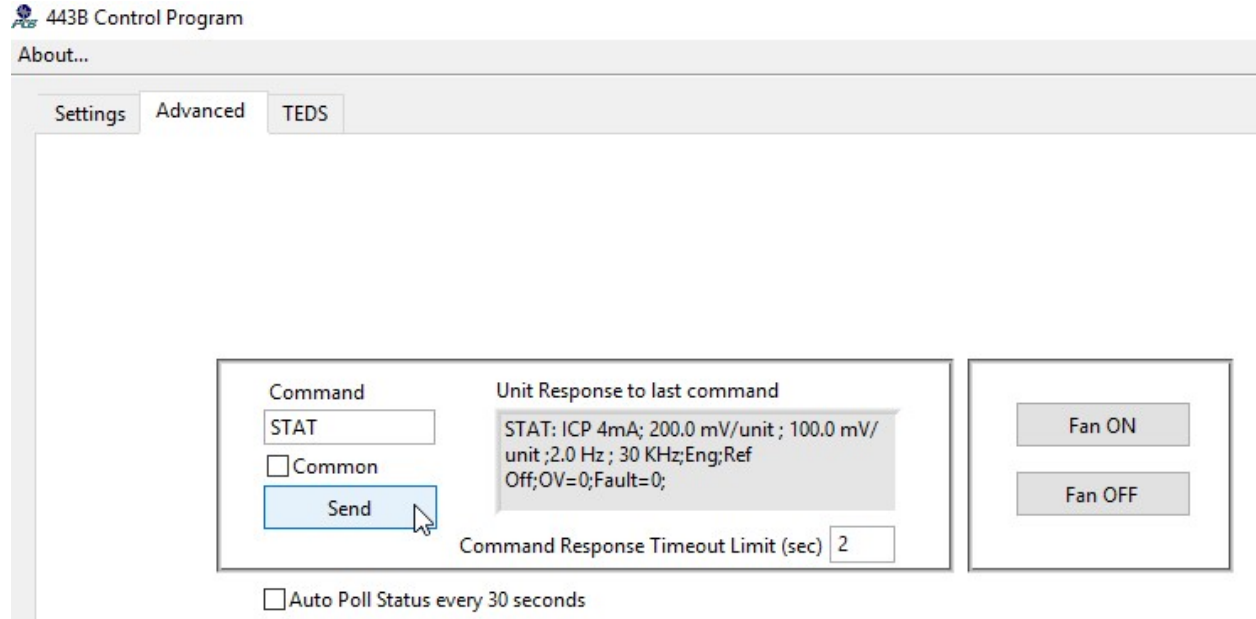 443B Control Program
About...
Settings Advanced TEDS
Command
STAT
Common
Send
Unit Response to last command
STAT: ICP 4mA; 200.0 mV/unit ; 100.0 mV/
unit ;2.0 Hz ; 30 KHz;Eng;Ref
Off;OV=0;Fault=0;
Command Response Timeout Limit (sec) 2
Fan ON
Fan OFF
Auto Poll Status every 30 seconds